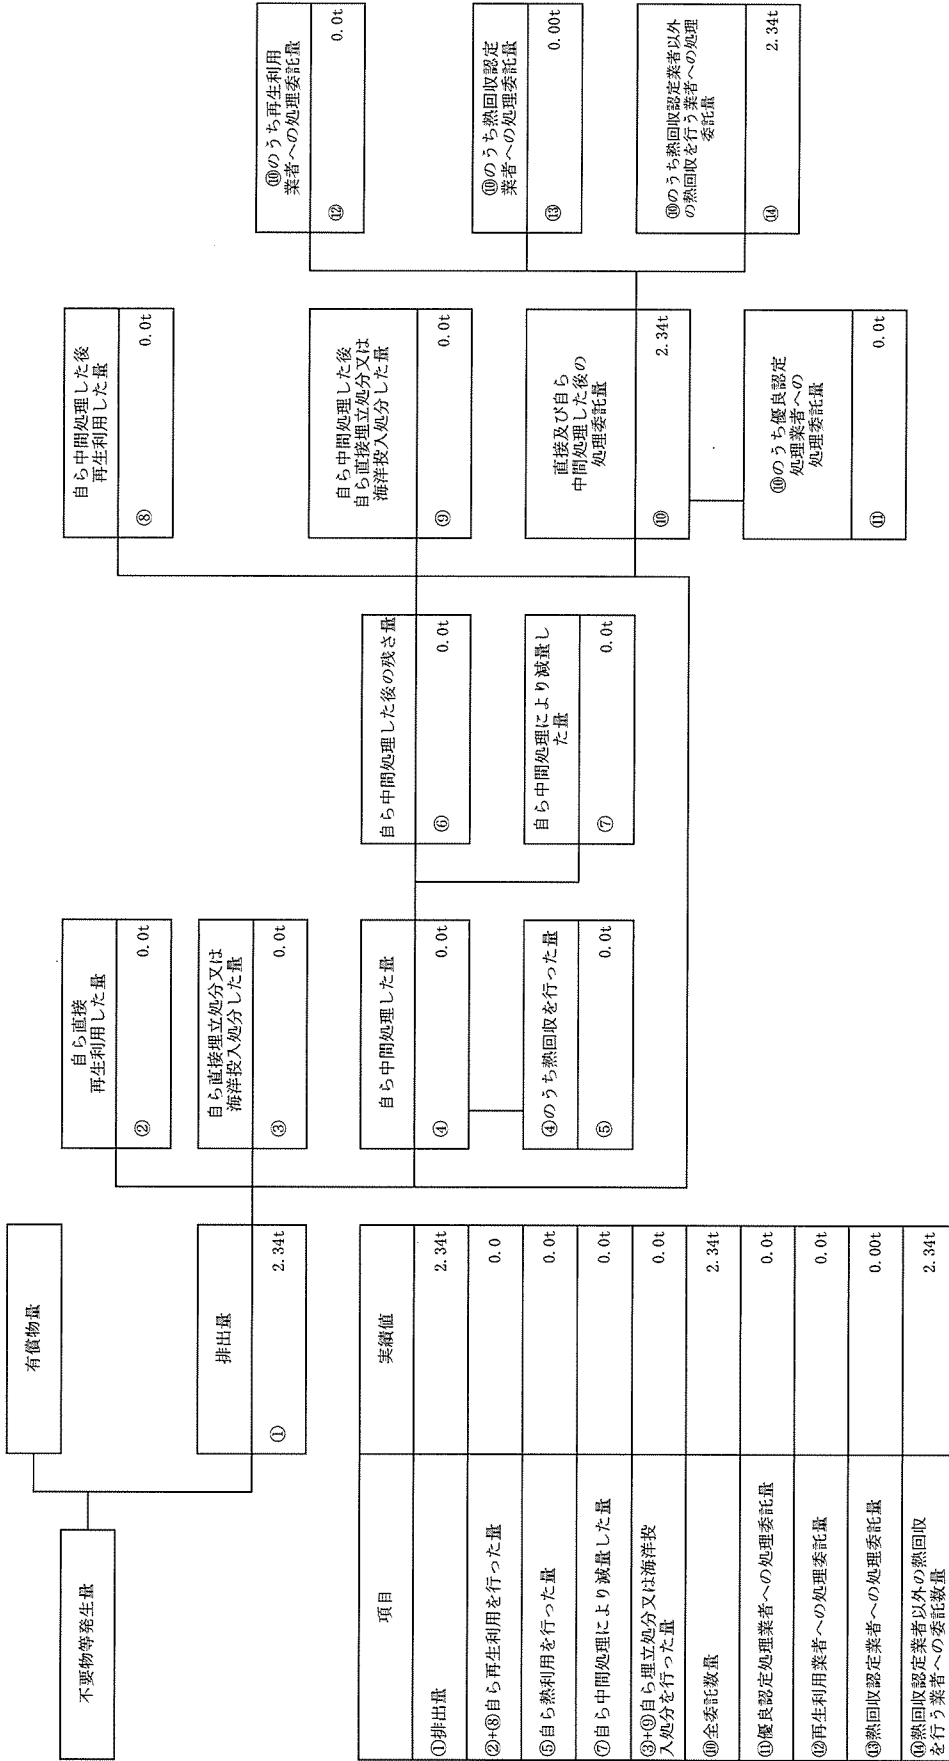 不要物等発生量
有償物量
排出量
① 2.34t
自ら直接
再生利用した量
② 0.0t
自ら直接埋立処分又は
海洋投入処分した量
③ 0.0t
自ら中間処理した量
④ 0.0t
④のうち熱回収を行った量
⑤ 0.0t
自ら中間処理した後の残さ量
⑥ 0.0t
自ら中間処理により減量し
た量
⑦ 0.0t
自ら中間処理した後
再生利用した量
⑧ 0.0t
自ら中間処理した後
自ら直接埋立処分又は
海洋投入処分した量
⑨ 0.0t
直接及び自ら
中間処理した後の
処理委託量
⑩ 2.34t
⑩のうち優良認定
処理業者への
処理委託量
⑪ 0.0t
⑩のうち再生利用
業者への処理委託量
⑫ 0.0t
⑩のうち熱回収認定
業者への処理委託量
⑬ 0.00t
⑩のうち熱回収認定業者以外
の熱回収を行う業者への処理
委託量
⑭ 2.34t
項目 実績値
①排出量 2.34t
②+⑧自ら再生利用を行った量 0.0
⑤自ら熱利用を行った量 0.0t
⑦自ら中間処理により減量した量 0.0t
③+⑨自ら埋立処分又は海洋投
入処分を行った量 0.0t
⑩全委託数量 2.34t
⑪優良認定処理業者への処理委託量 0.0t
⑫再生利用業者への処理委託量 0.0t
⑬熱回収認定業者への処理委託量 0.00t
⑭熱回収認定業者以外の熱回収
を行う業者への委託数量 2.34t